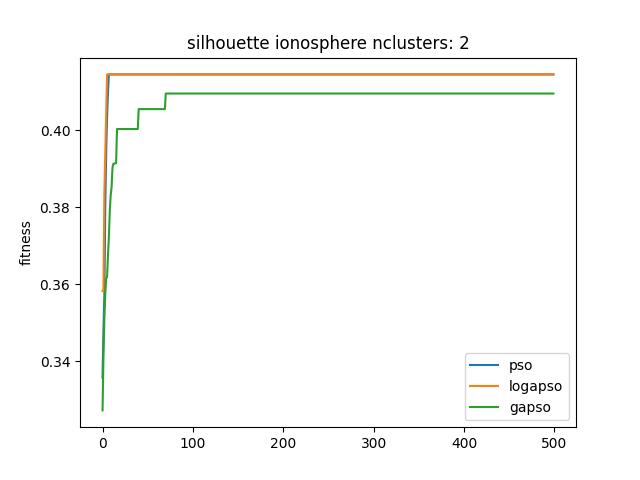 silhouette ionosphere nclusters: 2
fitness
0.40
0.38
0.36
0.34
0 100 200 300 400 500
pso
logapso
gapso